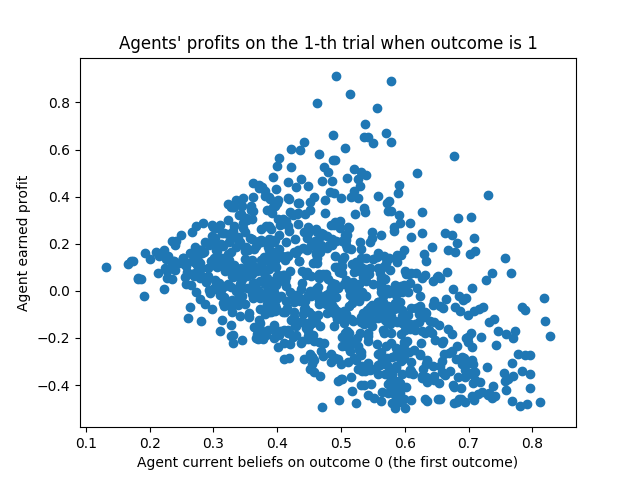 Agents' profits on the 1-th trial when outcome is 1
Agent earned profit
0.8
0.6
0.4
0.2
0.0
−0.2
−0.4
0.1 0.2 0.3 0.4 0.5 0.6 0.7 0.8
Agent current beliefs on outcome 0 (the first outcome)